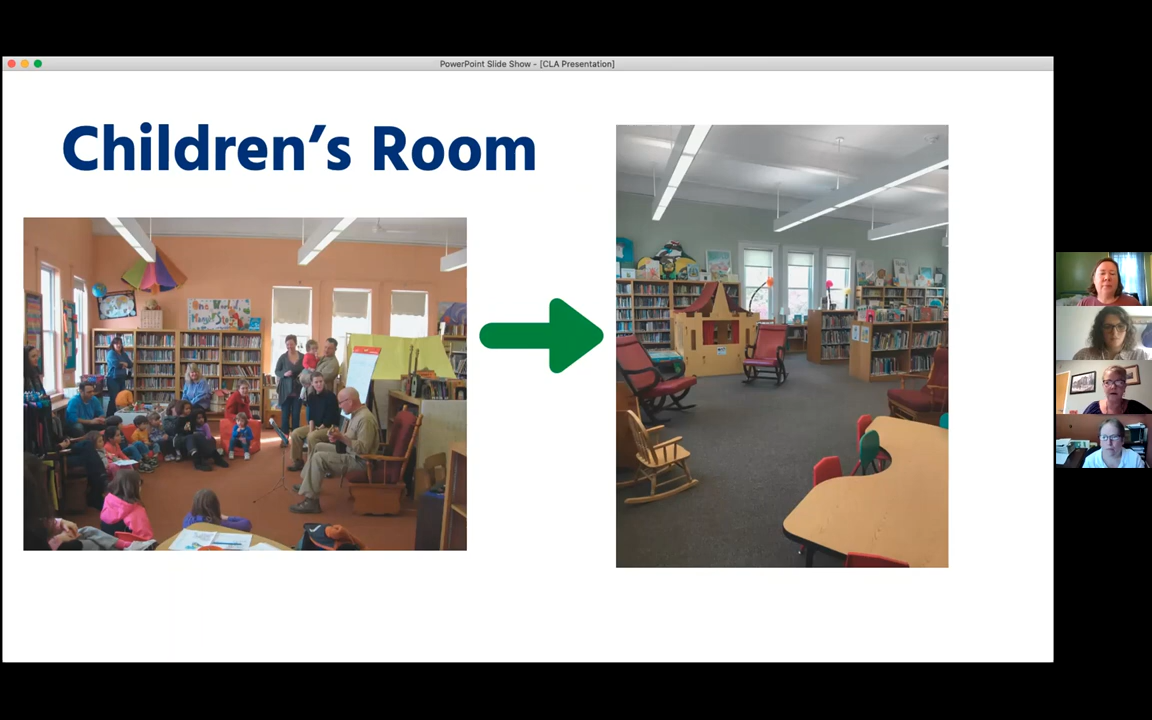 PowerPoint Slide Show - [CLA Presentation]
Children's Room